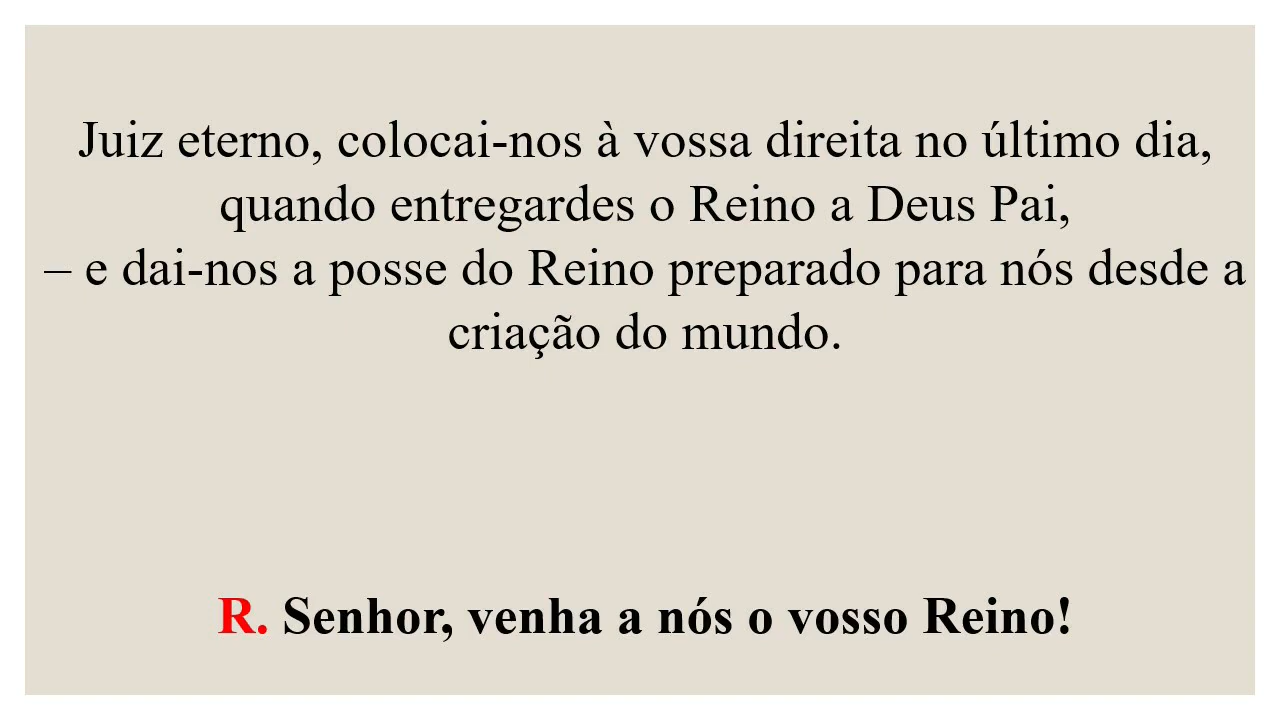 Juiz eterno, colocai-nos à vossa direita no último dia,
quando entregardes o Reino a Deus Pai,
– e dai-nos a posse do Reino preparado para nós desde a
criação do mundo.
R. Senhor, venha a nós o vosso Reino!